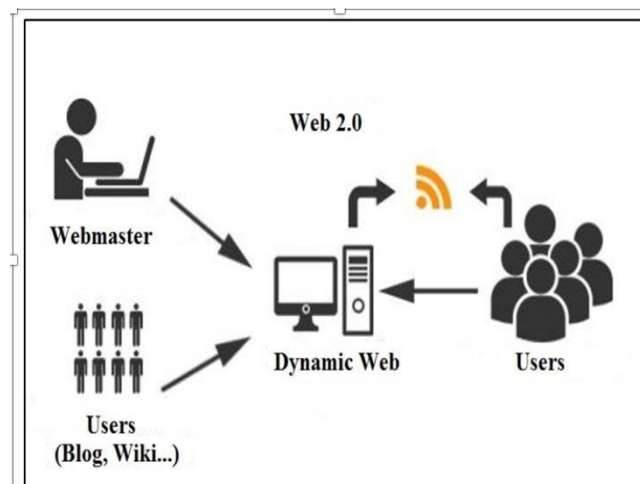 Web 2.0
Webmaster
Dynamic Web
Users
Users
(Blog, Wiki...)